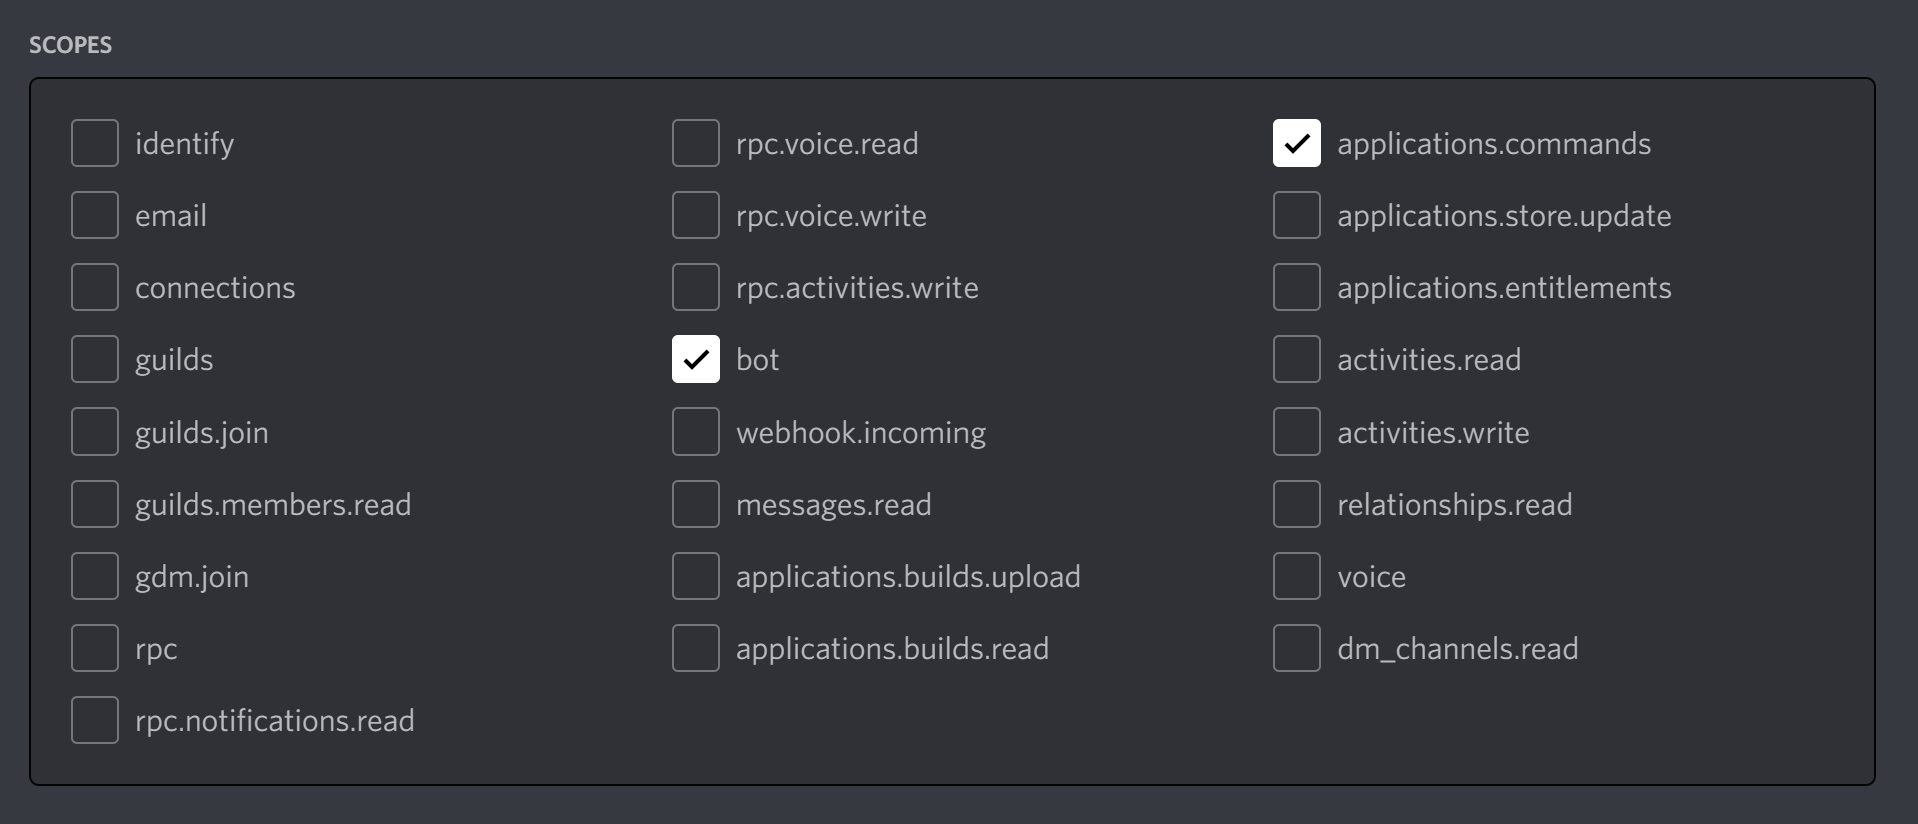 SCOPES
identify
email
connections
guilds
guilds.join
guilds.members.read
gdm.join
rpc
rpc.notifications.read
rpc.voice.read
rpc.voice.write
rpc.activities.write
bot
webhook.incoming
messages.read
applications.builds.upload
applications.builds.read
applications.commands
applications.store.update
applications.entitlements
activities.read
activities.write
relationships.read
voice
dm_channels.read